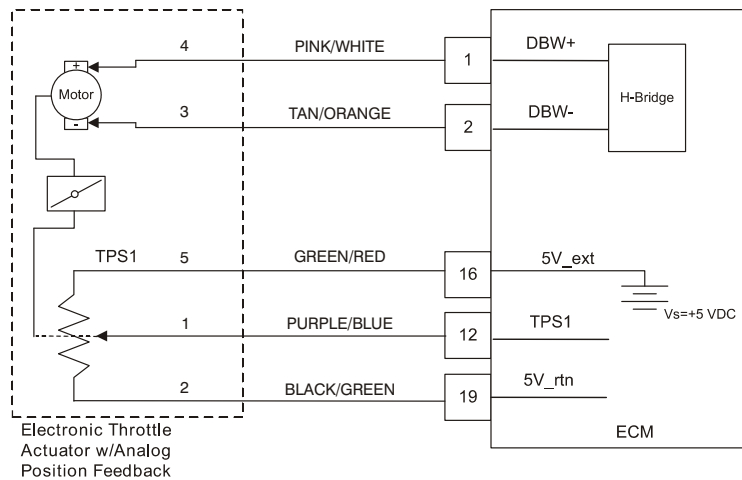 4 PINK/WHITE 1 DBW+
+
Motor
-
H-Bridge
3 TAN/ORANGE 2 DBW-
TPS1 5 GREEN/RED 16 5V_ext
Vs=+5 VDC
1 PURPLE/BLUE 12 TPS1
2 BLACK/GREEN 19 5V_rtn
ECM
Electronic Throttle
Actuator w/Analog
Position Feedback